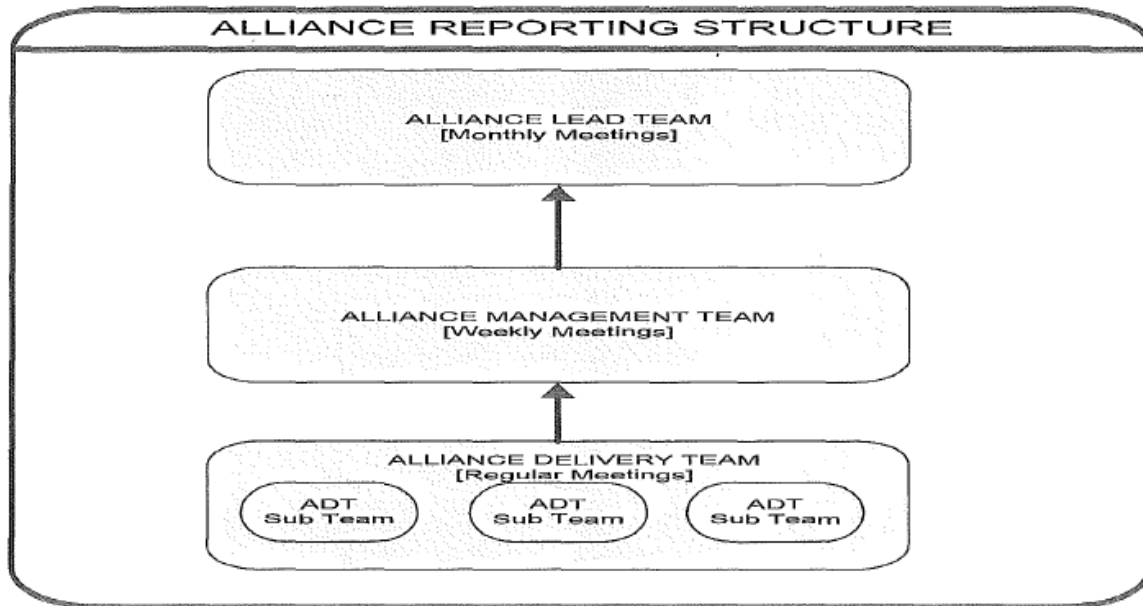 ALLIANCE REPORTING STRUCTURE
ALLIANCE LEAD TEAM
[Monthly Meetings]
ALLIANCE MANAGEMENT TEAM
[Weekly Meetings]
ALLIANCE DELIVERY TEAM
[Regular Meetings]
ADT
Sub Team
ADT
Sub Team
ADT
Sub Team